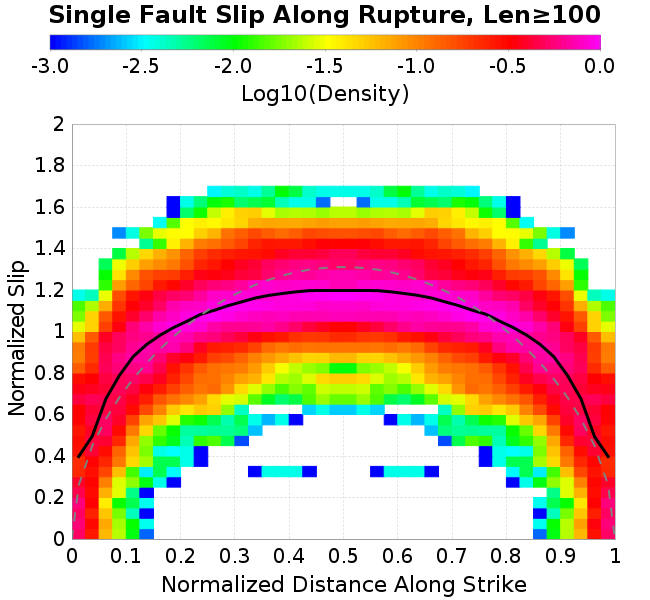 Single Fault Slip Along Rupture, Len≥100
-3.0 -2.5 -2.0 -1.5 -1.0 -0.5 0.0
Log10(Density)
2
1.8
1.6
1.4
1.2
1
0.8
0.6
0.4
0.2
0
Normalized Slip
0 0.1 0.2 0.3 0.4 0.5 0.6 0.7 0.8 0.9 1
Normalized Distance Along Strike